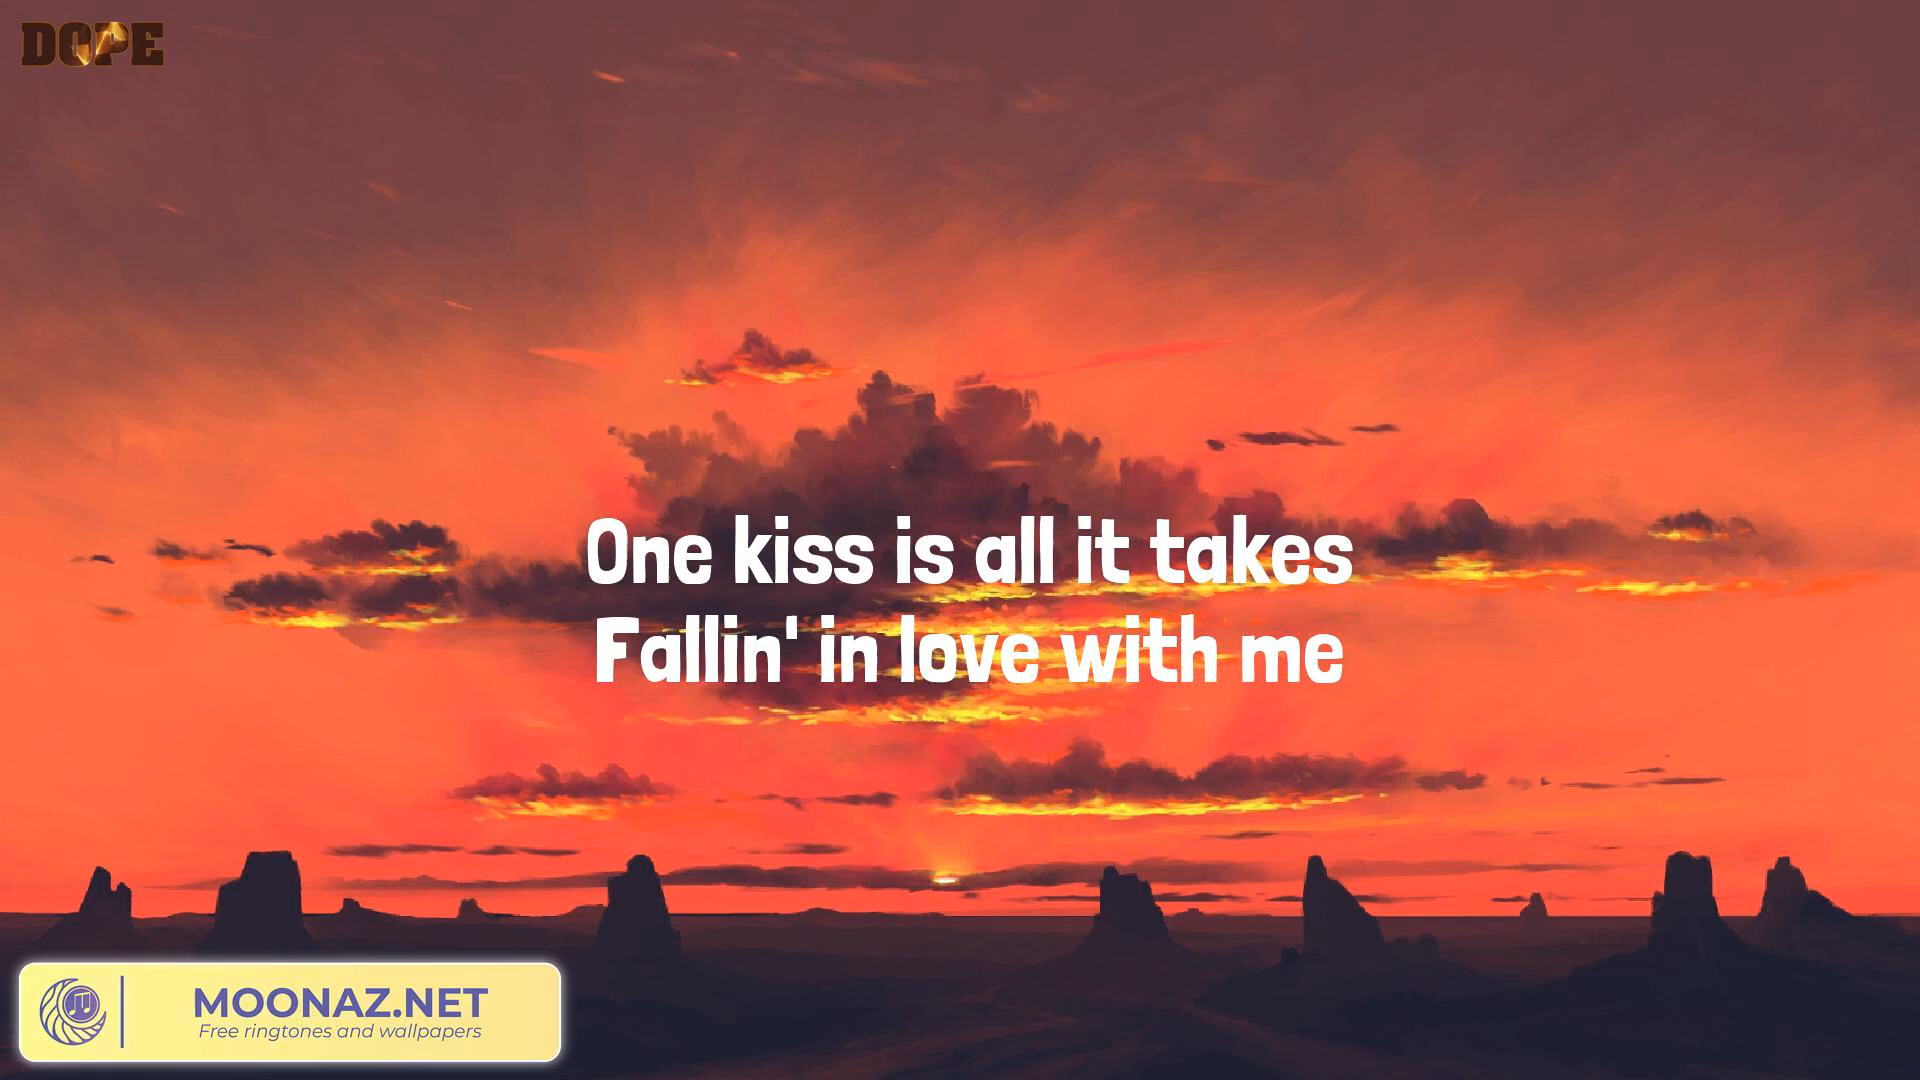 DOPE
One kiss is all it takes
Fallin' in love with me
MOONAZ.NET
Free ringtones and wallpapers